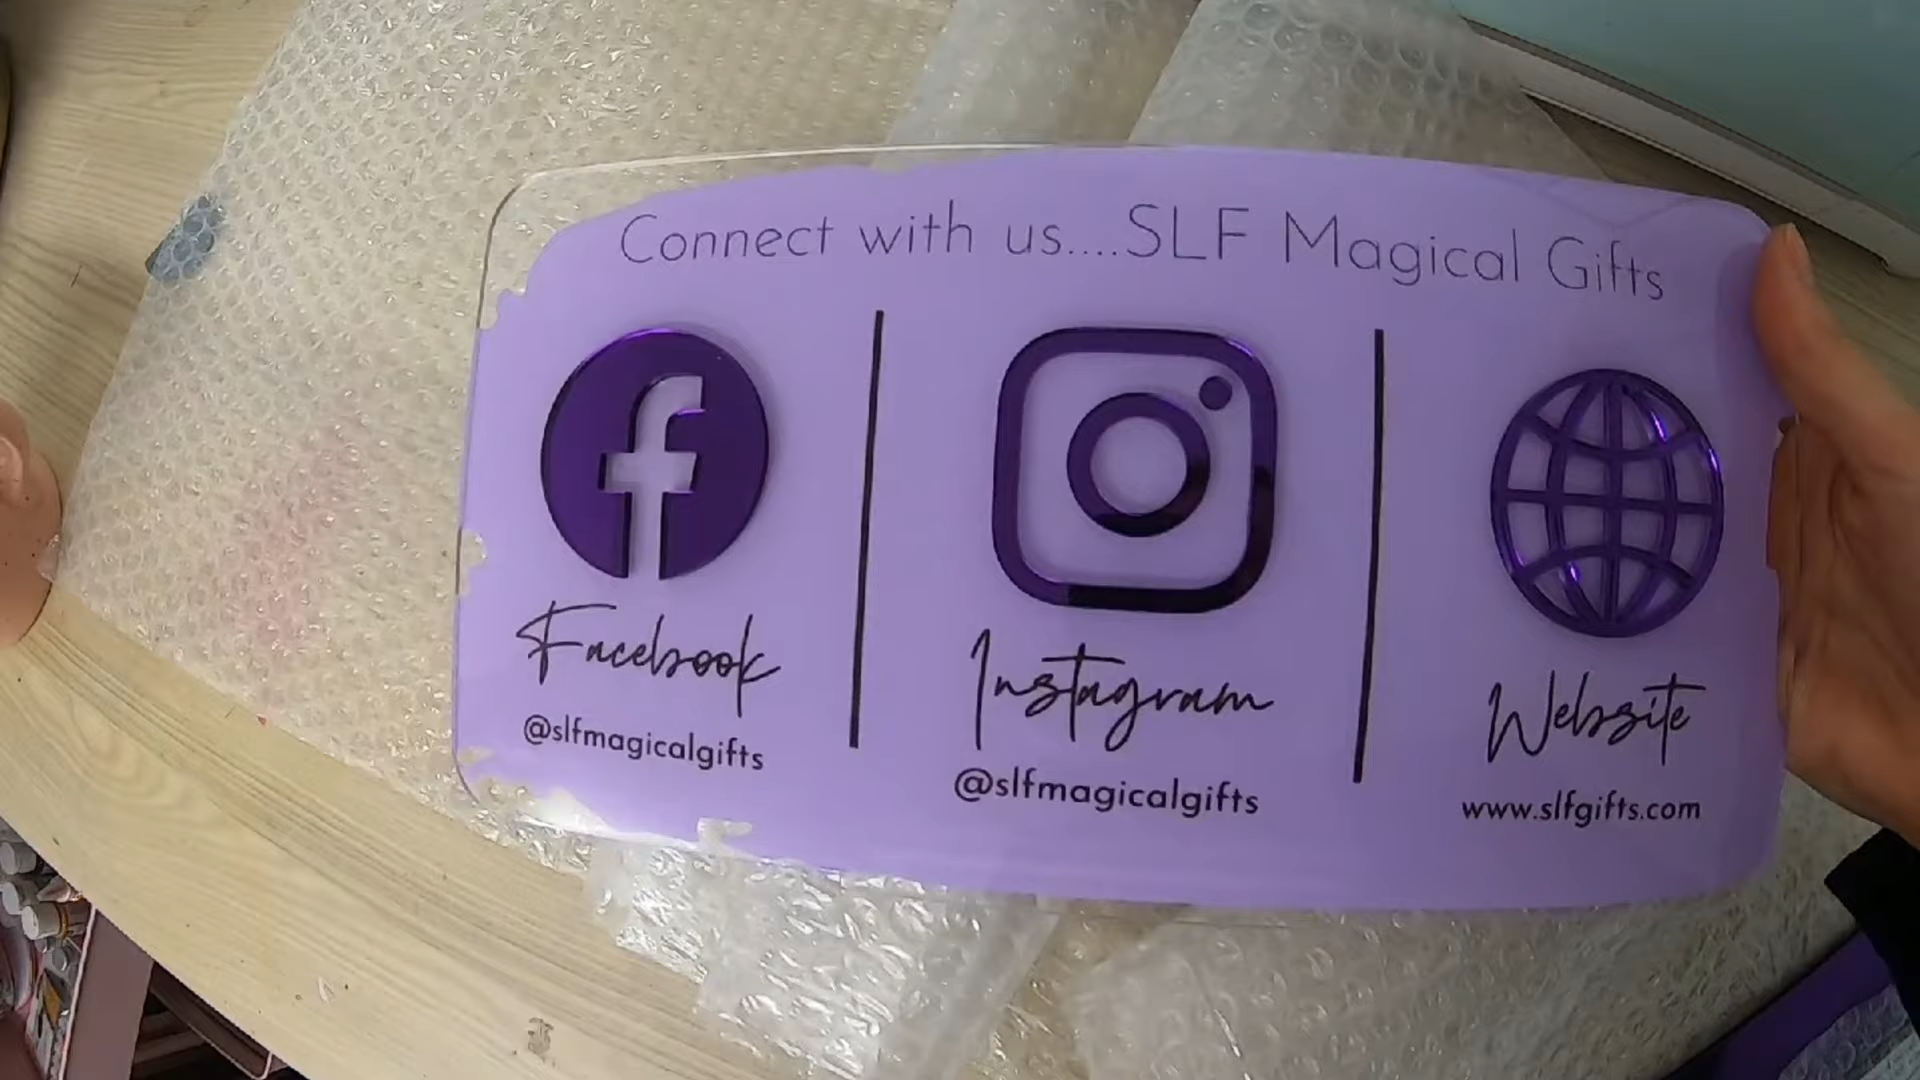 Connect with us....SLF Magical Gifts
Facebook
@slfmagicalgifts
Instagram
@slfmagicalgifts
Website
www.slfgifts.com